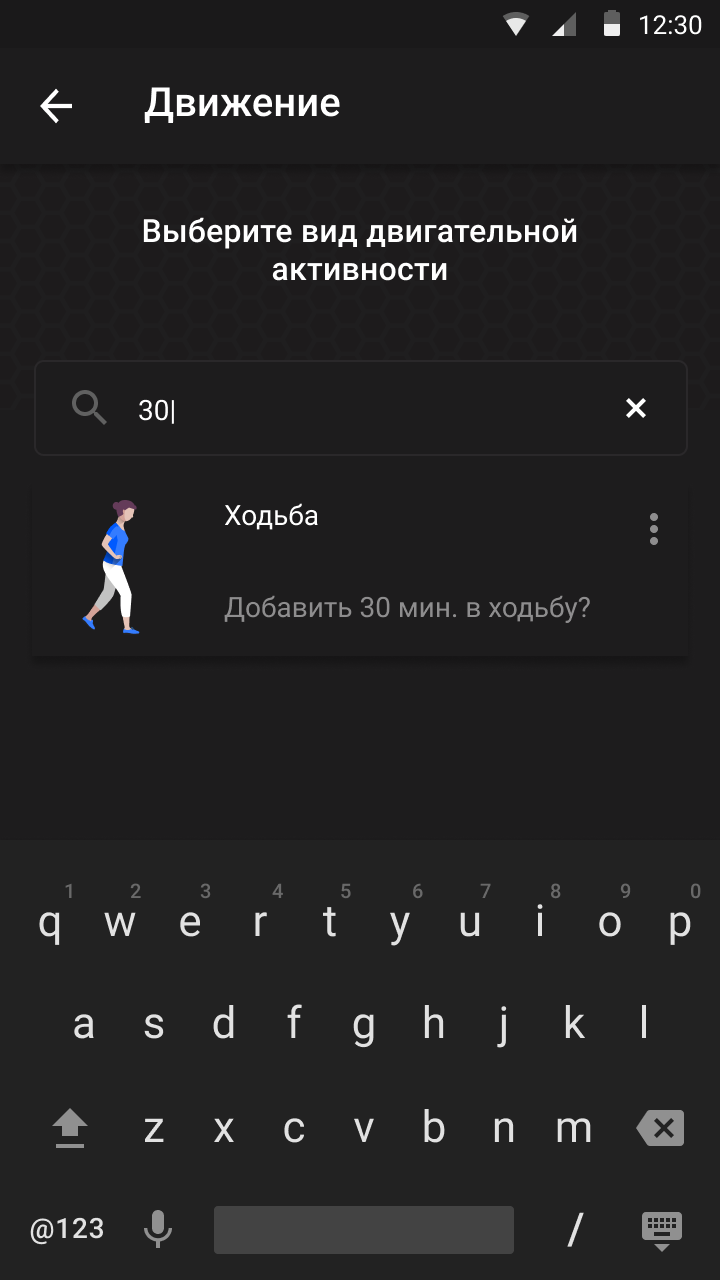 12:30
Движение
Выберите вид двигательной
активности
30
Ходьба
Добавить 30 мин. в ходьбу?
1 2 3 4 5 6 7 8 9 0
q w e r t y u i o p
a s d f g h j k l
z x c v b n m
@123 /